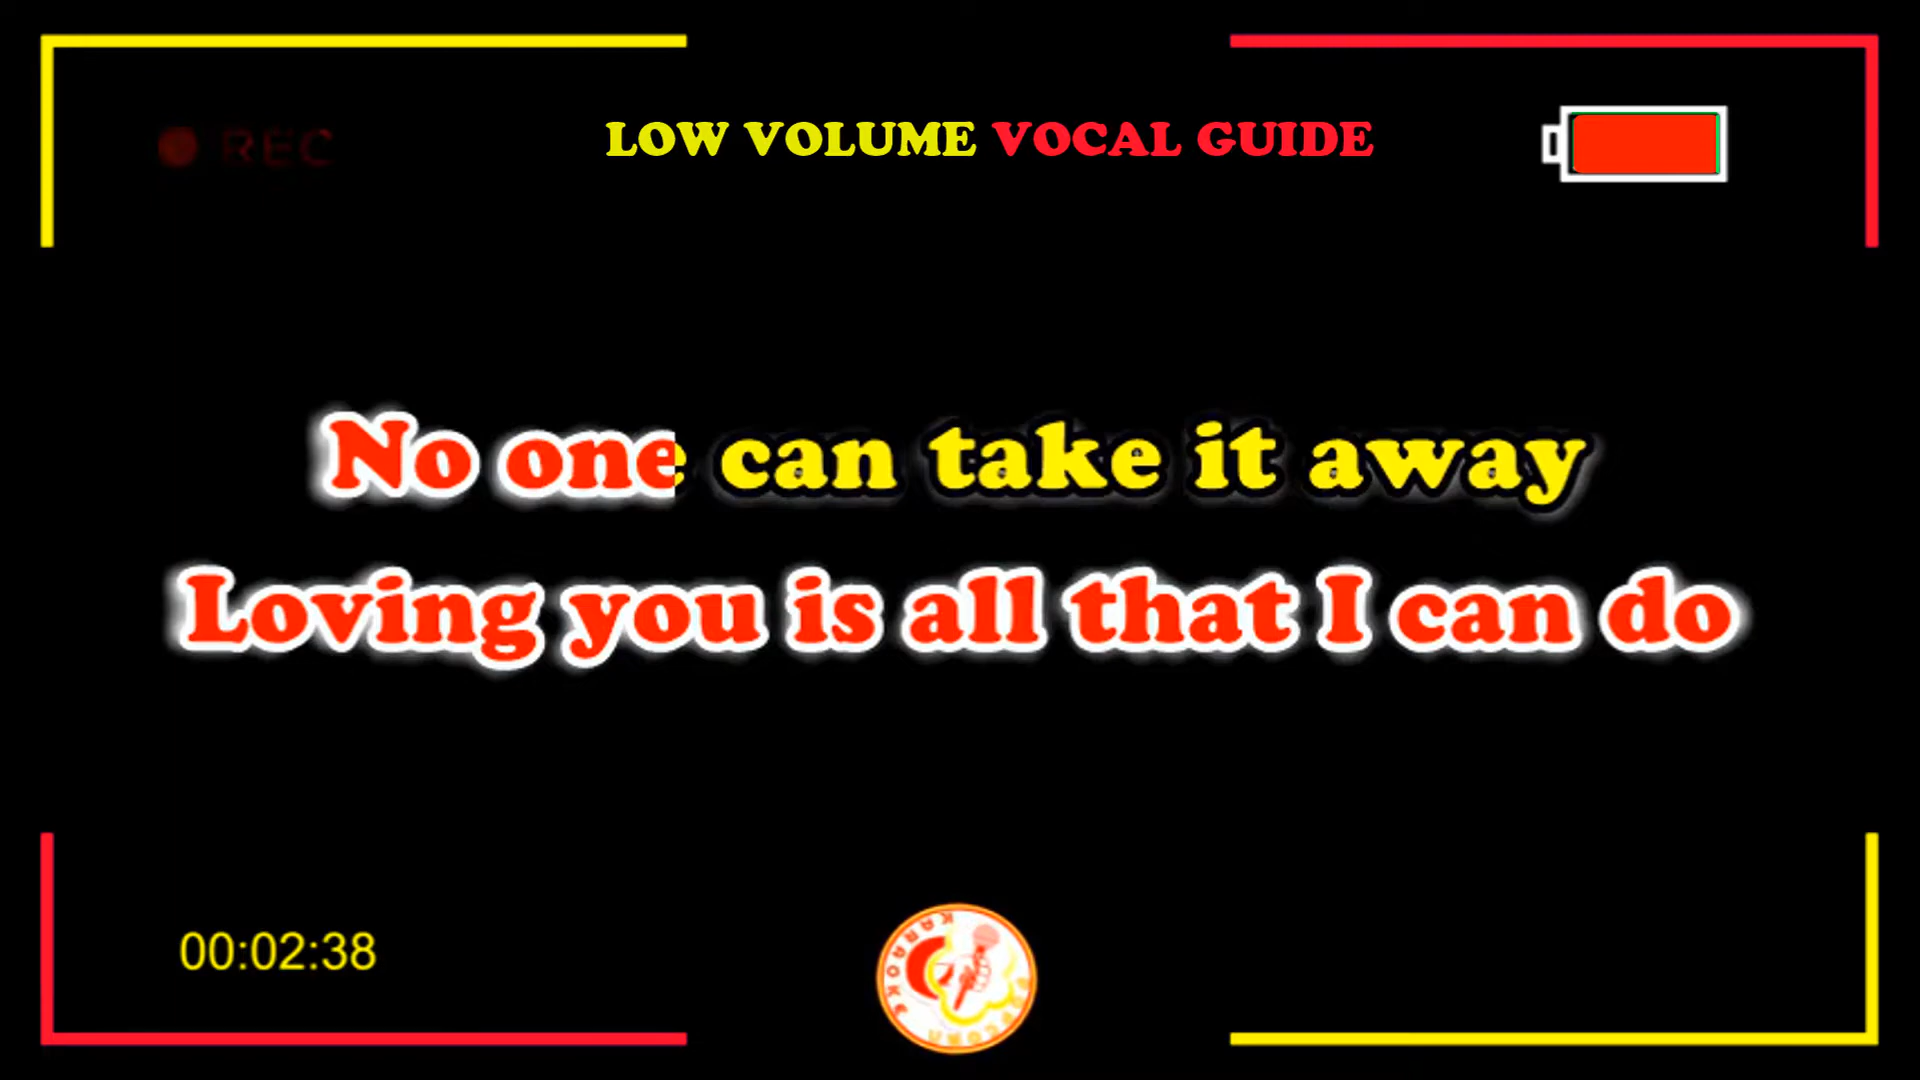 REC
LOW VOLUME VOCAL GUIDE
No one can take it away
Loving you is all that I can do
00:02:38
KARAOKE